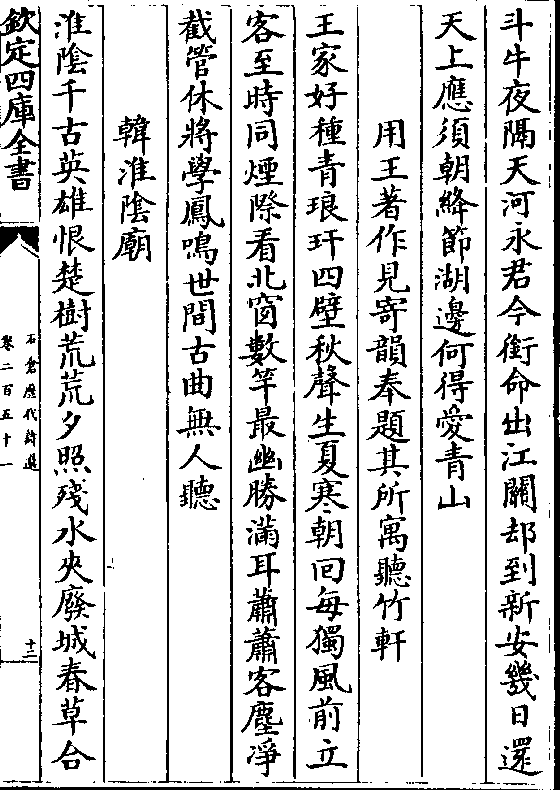 斗牛夜隔天河永君今銜命出江關却到新安幾日還
天上應須朝絳節湖邊何得愛青山
用王著作見寄韻奉題其所寓聽竹軒
王家好種青琅玕四壁秋聲生夏寒朝回每獨風前立
客至時同煙際看北窗數竿最幽勝滿耳蕭蕭客塵淨
截管休將學鳳鳴世間古曲無人聽
韓淮陰廟
淮陰千古英雄恨楚樹荒荒夕照殘水夾廢城春草合
欽定四庫全書
石倉歷代詩選
卷二百五十一
十二